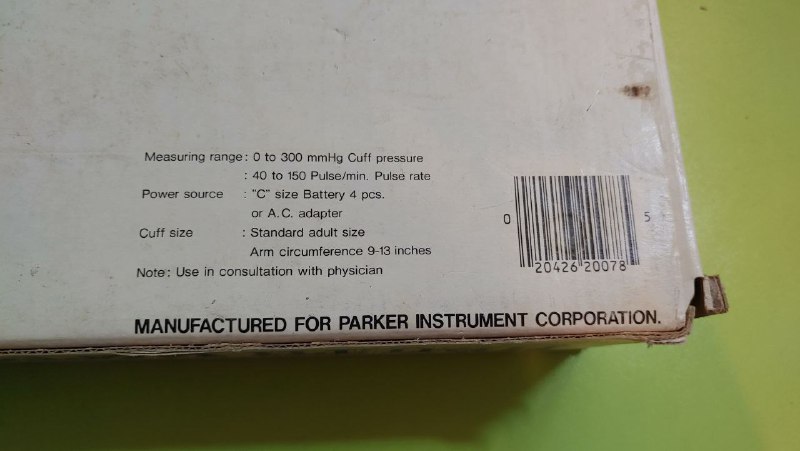 Measuring range: 0 to 300 mmHg Cuff pressure
: 40 to 150 Pulse/min. Pulse rate
Power source : "C" size Battery 4 pcs.
or A.C. adapter
Cuff size : Standard adult size
Arm circumference 9-13 inches
Note: Use in consultation with physician
0 20426 20078 5
MANUFACTURED FOR PARKER INSTRUMENT CORPORATION.